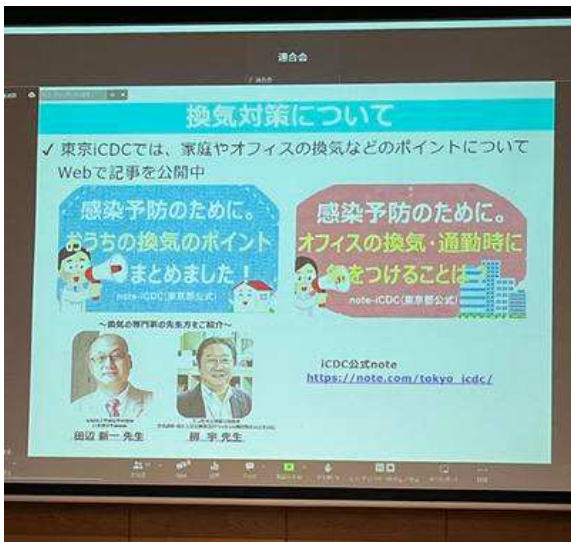 連合会
換気対策について
✓ 東京iCDCでは、家庭やオフィスの換気などのポイントについて
Webで記事を公開中
感染予防のために。
おうちの換気のポイント
まとめました！
note-iCDC(東京都公式)
感染予防のために。
オフィスの換気・通勤時に
気をつけることは？
note-iCDC(東京都公式)
～換気の専門家の先生方をご紹介～
田辺 新一 先生
柳 宇 先生
iCDC公式note
https://note.com/tokyo_icdc/